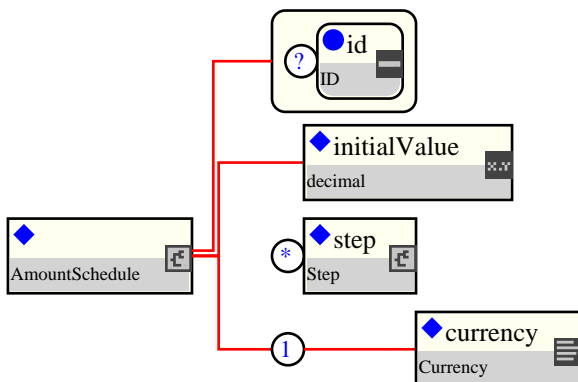 ?
id
ID
initialValue
decimal
x.Y
AmountSchedule
*
step
Step
1
currency
Currency